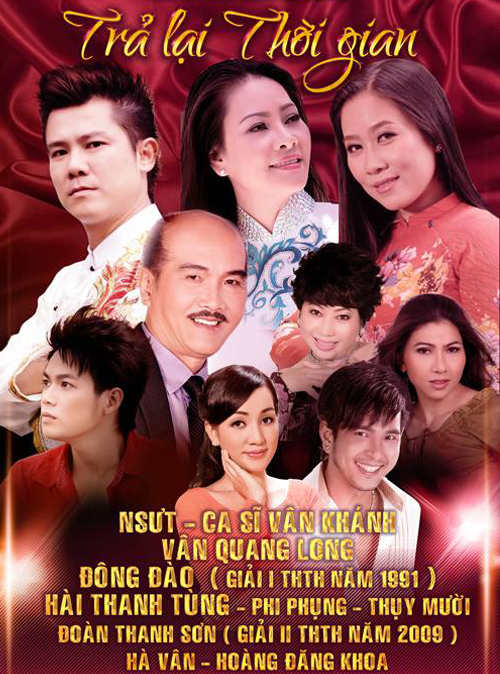 Trả lại Thời gian
NSƯT - CA SĨ VÂN KHÁNH
VÂN QUANG LONG
ĐÔNG ĐÀO ( GIẢI I THTH NĂM 1991 )
HÀI THANH TÙNG - PHI PHỤNG - THỤY MƯỜI
ĐOÀN THANH SƠN ( GIẢI II THTH NĂM 2009 )
HÀ VÂN - HOÀNG ĐĂNG KHOA